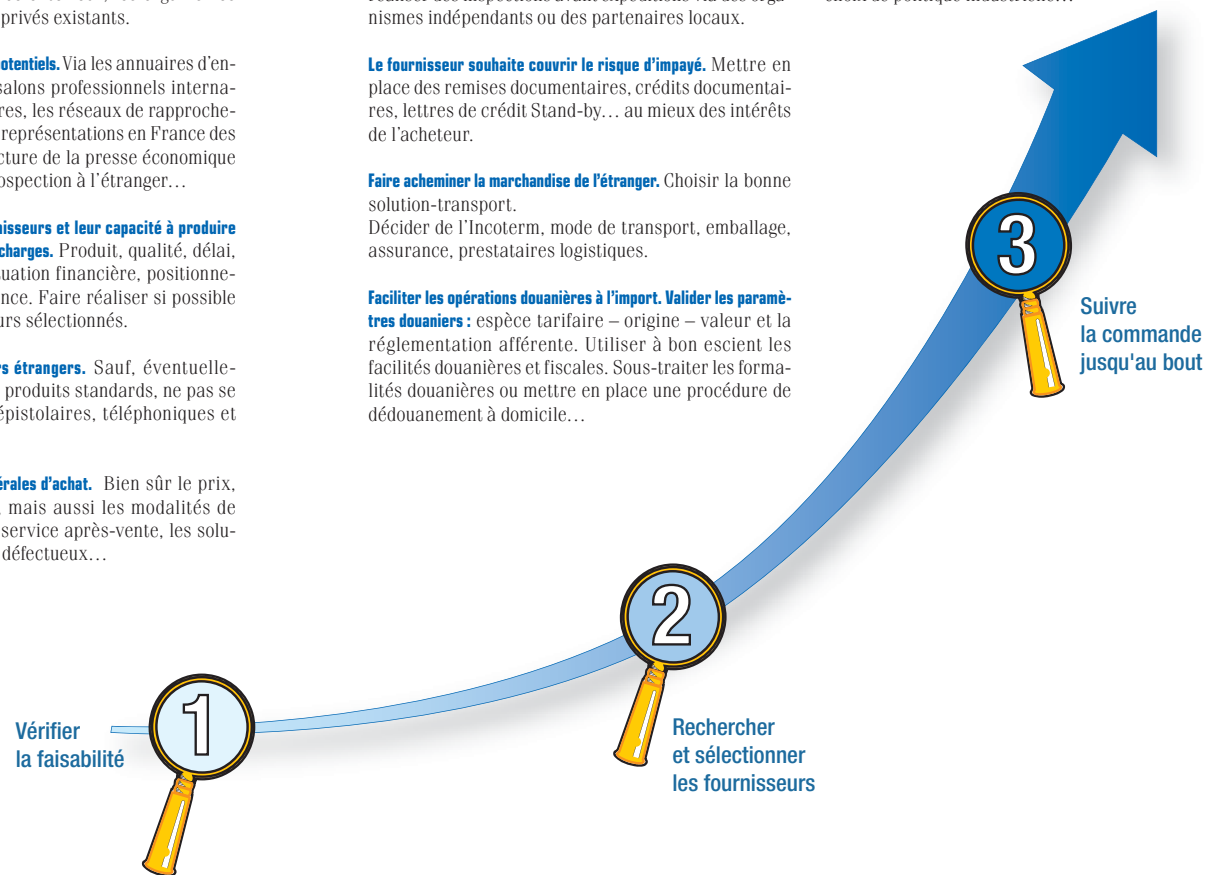 privés existants.
otentiels. Via les annuaires d'en-
salons professionnels interna-
res, les réseaux de rapproche-
représentations en France des
cture de la presse économique
ospection à l'étranger…
nisseurs et leur capacité à produire
charges. Produit, qualité, délai,
uation financière, positionne-
nce. Faire réaliser si possible
urs sélectionnés.
rs étrangers. Sauf, éventuelle-
produits standards, ne pas se
épistolaires, téléphoniques et
érales d'achat. Bien sûr le prix,
mais aussi les modalités de
service après-vente, les solu-
défectueux…
nismes indépendants ou des partenaires locaux.
Le fournisseur souhaite couvrir le risque d'impayé. Mettre en
place des remises documentaires, crédits documentai-
res, lettres de crédit Stand-by… au mieux des intérêts
de l'acheteur.
Faire acheminer la marchandise de l'étranger. Choisir la bonne
solution-transport.
Décider de l'Incoterm, mode de transport, emballage,
assurance, prestataires logistiques.
Faciliter les opérations douanières à l'import. Valider les paramè-
tres douaniers : espèce tarifaire – origine – valeur et la
réglementation afférente. Utiliser à bon escient les
facilités douanières et fiscales. Sous-traiter les forma-
lités douanières ou mettre en place une procédure de
dédouanement à domicile…
1
Vérifier
la faisabilité
2
Rechercher
et sélectionner
les fournisseurs
3
Suivre
la commande
jusqu'au bout